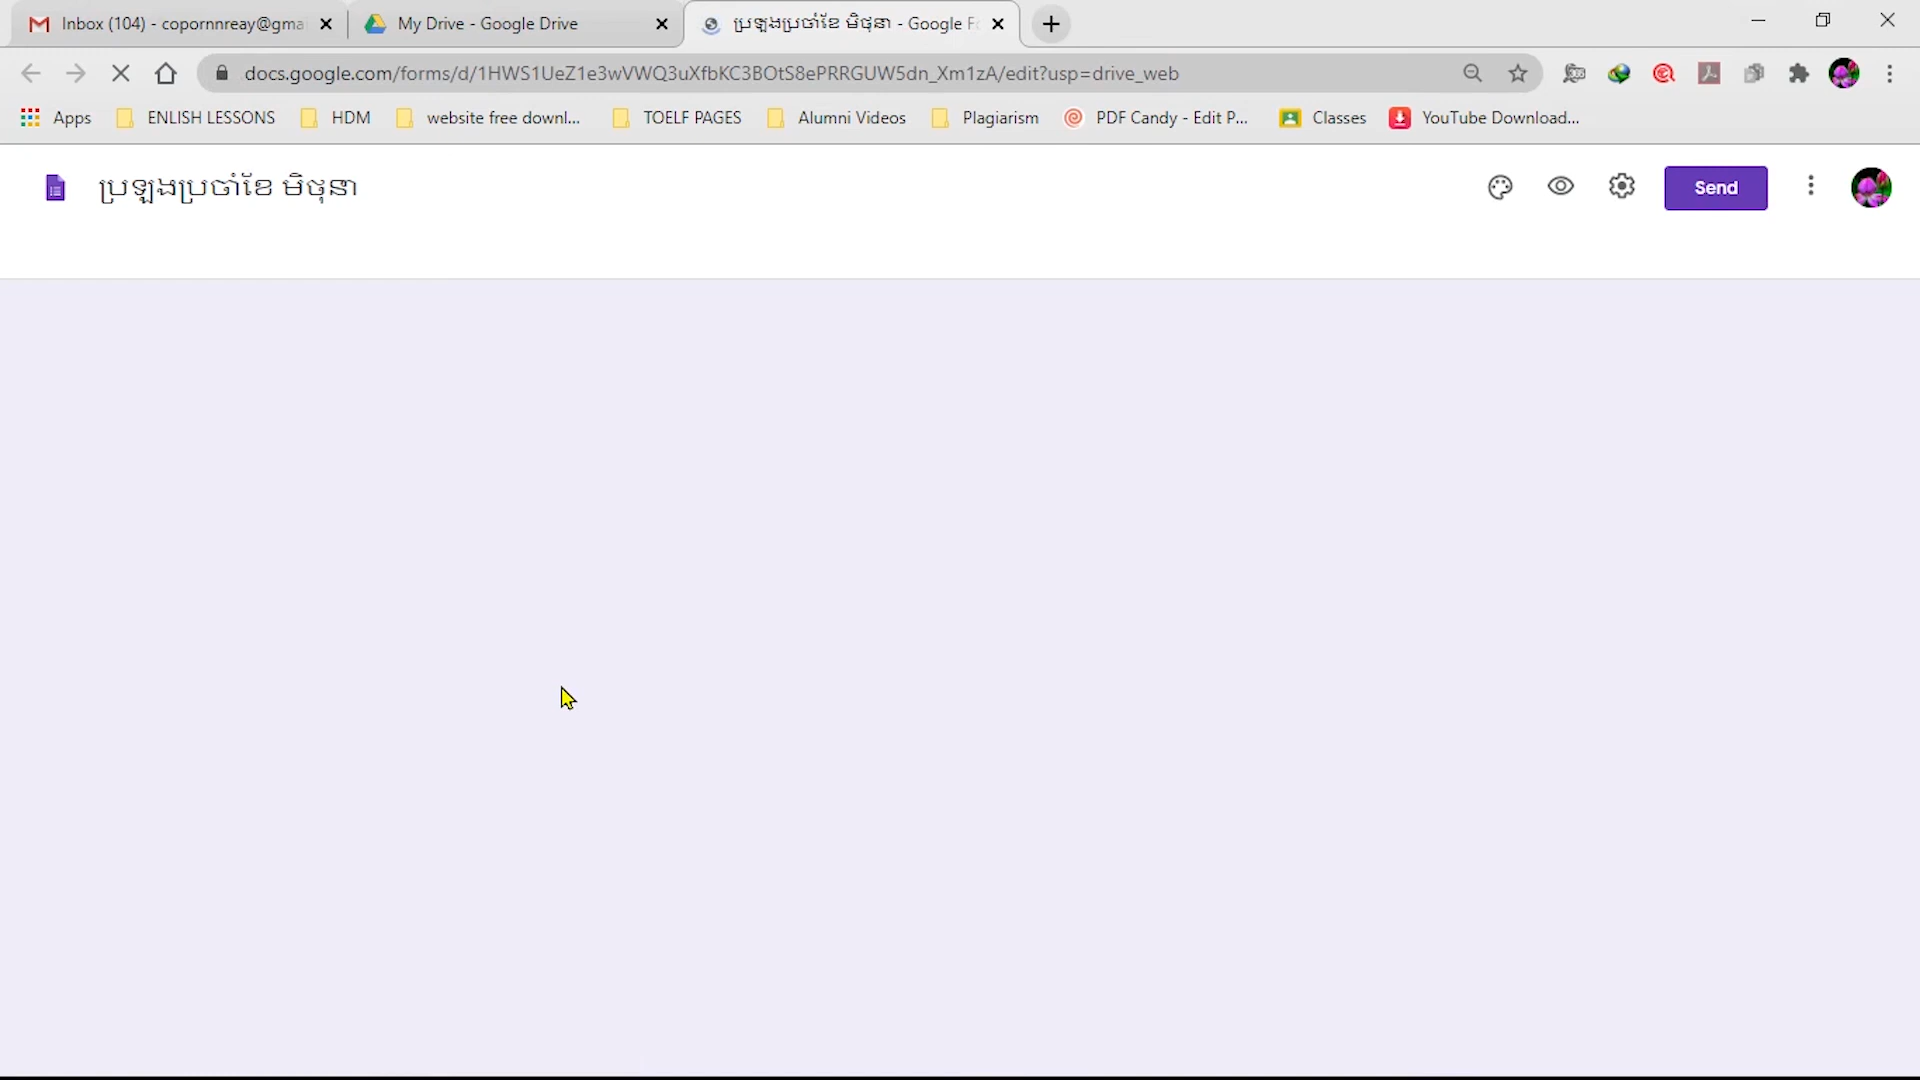 Inbox (104) - copornnreay@gma
My Drive - Google Drive
ប្រឡងប្រចាំខែ មិថុនា - Google Fo
docs.google.com/forms/d/1HWS1UeZ1e3wVWQ3uXfbKC3BOtS8ePRRGUW5dn_Xm1zA/edit?usp=drive_web
Apps
ENLISH LESSONS
HDM
website free downl...
TOELF PAGES
Alumni Videos
Plagiarism
PDF Candy - Edit P...
Classes
YouTube Download...
ប្រឡងប្រចាំខែ មិថុនា
Send